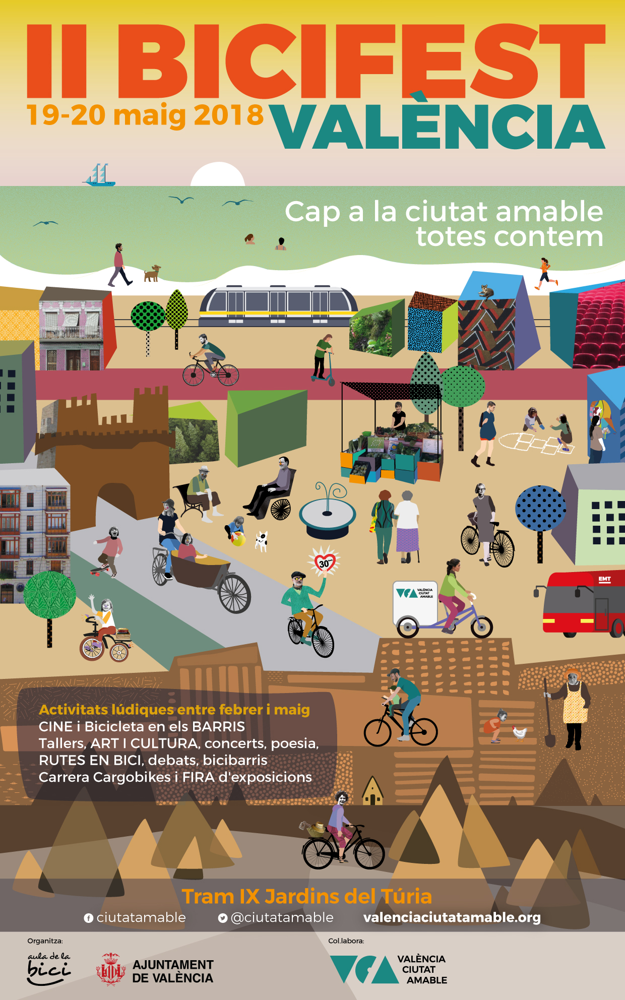 II BICIFEST
19-20 maig 2018
VALÈNCIA
Cap a la ciutat amable
totes contem
30
VALÈNCIA
CIUTAT
AMABLE
EMT
Activitats lúdiques entre febrer i maig
CINE i Bicicleta en els BARRIS
Tallers, ART I CULTURA, concerts, poesia,
RUTES EN BICI, debats, bicibarris
Carrera Cargobikes i FIRA d'exposicions
Tram IX Jardins del Túria
ciutatamable @ciutatamable valenciaciutatamable.org
Organitza:
Col.labora:
aula de la
bici
AJUNTAMENT
DE VALÈNCIA
VCA
VALÈNCIA
CIUTAT
AMABLE